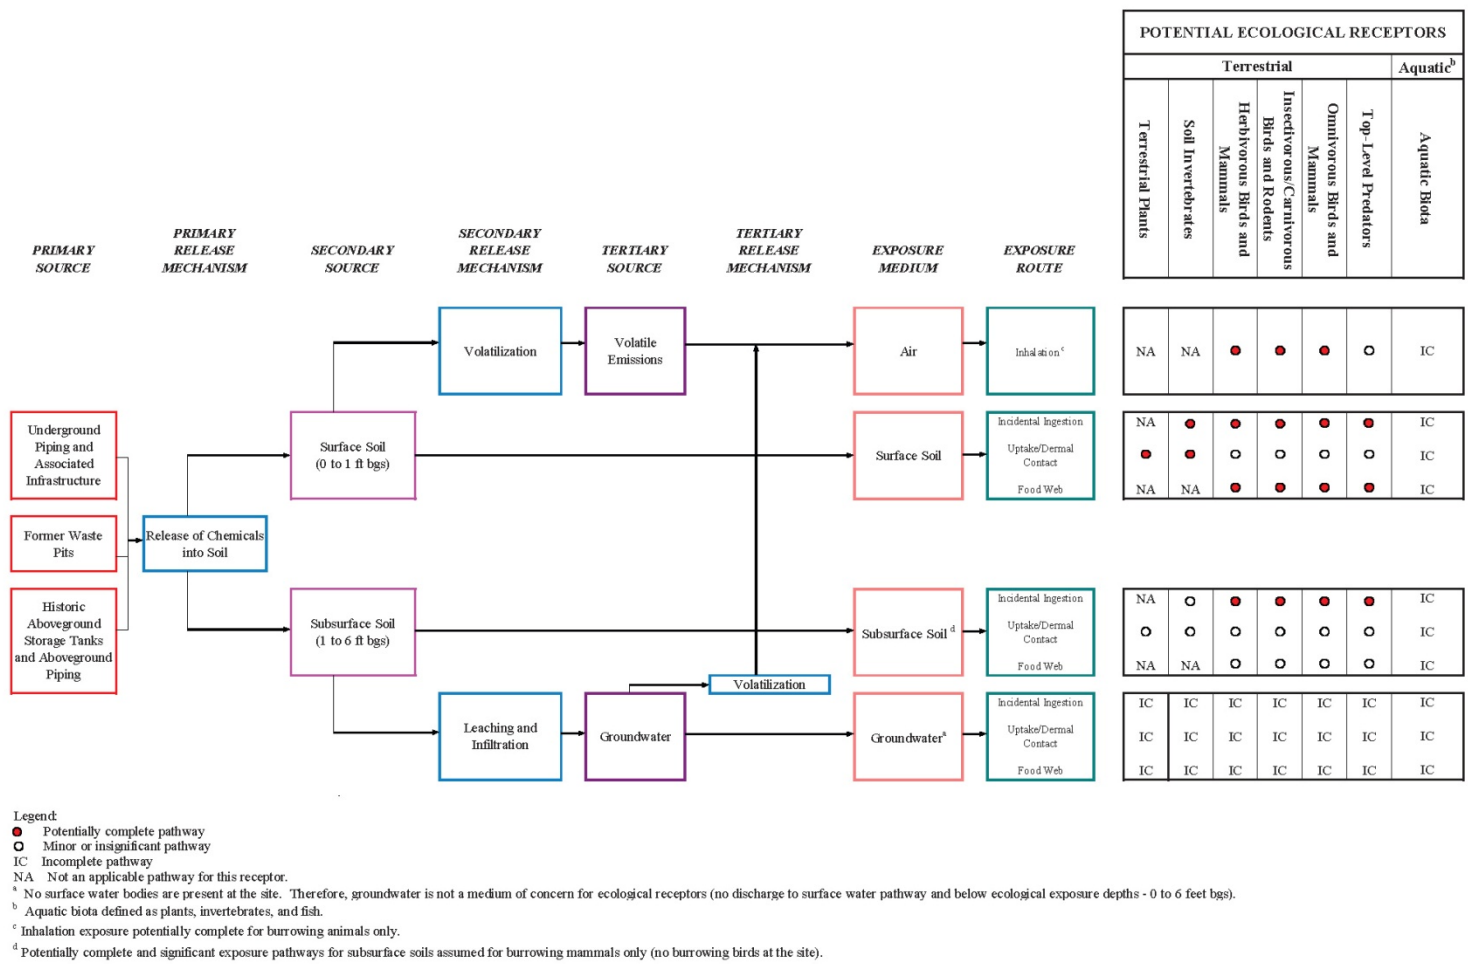 POTENTIAL ECOLOGICAL RECEPTORS
Terrestrial
Aquatic b
Terrestrial Plants
Soil Invertebrates
Herbivorous Birds and
Mammals
Insectivorous/Carnivorous
Birds and Rodents
Omnivorous Birds and
Mammals
Top-Level Predators
Aquatic Biota
PRIMARY
SOURCE
PRIMARY
RELEASE
MECHANISM
SECONDARY
SOURCE
SECONDARY
RELEASE
MECHANISM
TERTIARY
SOURCE
TERTIARY
RELEASE
MECHANISM
EXPOSURE
MEDIUM
EXPOSURE
ROUTE
Volatilization
Volatile
Emissions
Air
Inhalation c
NA NA IC
Underground
Piping and
Associated
Infrastructure
Former Waste
Pits
Historic
Aboveground
Storage Tanks
and Aboveground
Piping
Release of Chemicals
into Soil
Surface Soil
(0 to 1 ft bgs)
Surface Soil
Incidental Ingestion
Uptake/Dermal
Contact
Food Web
NA IC
IC
NA NA IC
Subsurface Soil
(1 to 6 ft bgs)
Subsurface Soil d
Incidental Ingestion
Uptake/Dermal
Contact
Food Web
NA IC
IC
NA NA IC
Volatilization
Leaching and
Infiltration
Groundwater
Groundwater a
Incidental Ingestion
Uptake/Dermal
Contact
Food Web
IC IC IC IC IC IC IC
IC IC IC IC IC IC IC
IC IC IC IC IC IC IC
Legend:
Potentially complete pathway
Minor or insignificant pathway
IC Incomplete pathway
NA Not an applicable pathway for this receptor.
a No surface water bodies are present at the site. Therefore, groundwater is not a medium of concern for ecological receptors (no discharge to surface water pathway and below ecological exposure depths - 0 to 6 feet bgs).
b Aquatic biota defined as plants, invertebrates, and fish.
c Inhalation exposure potentially complete for burrowing animals only.
d Potentially complete and significant exposure pathways for subsurface soils assumed for burrowing mammals only (no burrowing birds at the site).